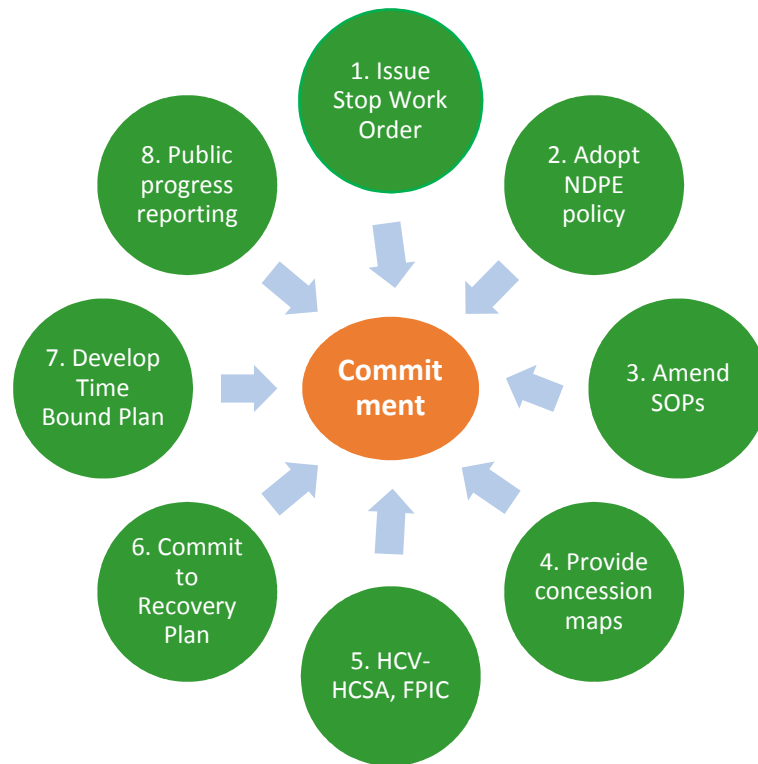 1. Issue
Stop Work
Order
2. Adopt
NDPE
policy
3. Amend
SOPs
4. Provide
concession
maps
5. HCV-
HCSA, FPIC
6. Commit
to
Recovery
Plan
7. Develop
Time
Bound Plan
8. Public
progress
reporting
Commit
ment